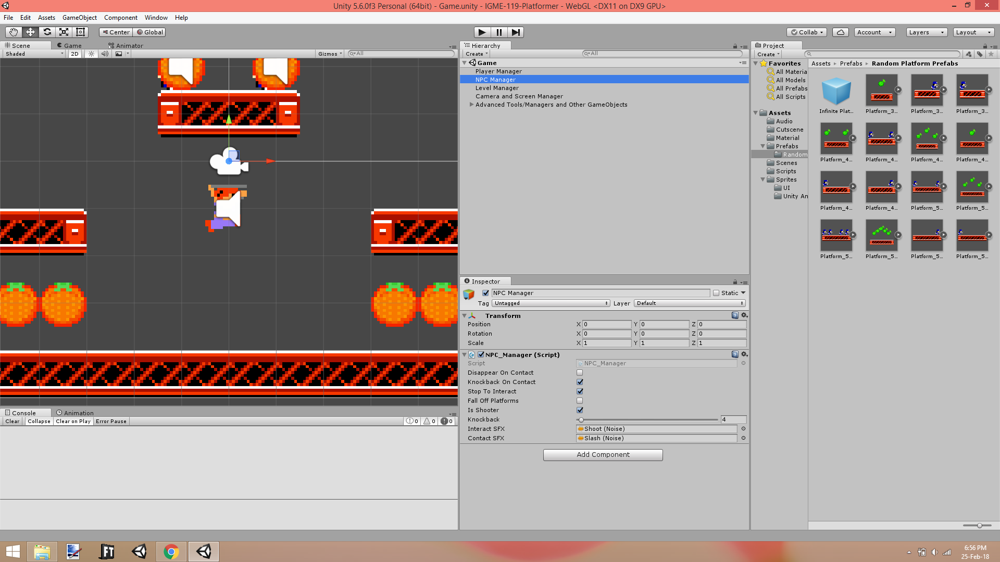 Unity 5.6.0f3 Personal (64bit) - Game.unity - IGME-119-Platformer - WebGL <DX11 on DX9 GPU>
File Edit Assets GameObject Component Window Help
Center Global
Collab Account Layers Layout
Scene Game Animator
Shaded 2D Gizmos All
Hierarchy
Create All
Game
Player Manager
NPC Manager
Level Manager
Camera and Screen Manager
Advanced Tools/Managers and Other GameObjects
Inspector
NPC Manager Static
Tag Untagged Layer Default
Transform
Position X 0 Y 0 Z 0
Rotation X 0 Y 0 Z 0
Scale X 1 Y 1 Z 1
NPC_Manager (Script)
Script NPC_Manager
Disappear On Contact
Knockback On Contact
Stop To Interact
Fall Off Platforms
Is Shooter
Knockback 4
Interact SFX Shoot (Noise)
Contact SFX Slash (Noise)
Add Component
Project
Create
Favorites
All Materia
All Models
All Prefabs
All Scripts
Assets
Audio
Cutscene
Material
Prefabs
Random
Scenes
Scripts
Sprites
UI
Unity An
Assets Prefabs Random Platform Prefabs
Infinite Plat... Platform_3... Platform_3... Platform_3...
Platform_4... Platform_4... Platform_4... Platform_4...
Platform_4... Platform_4... Platform_5... Platform_5...
Platform_5... Platform_5... Platform_5... Platform_5...
Console Animation
Clear Collapse Clear on Play Error Pause 0 0 0
FT
6:56 PM
25-Feb-18